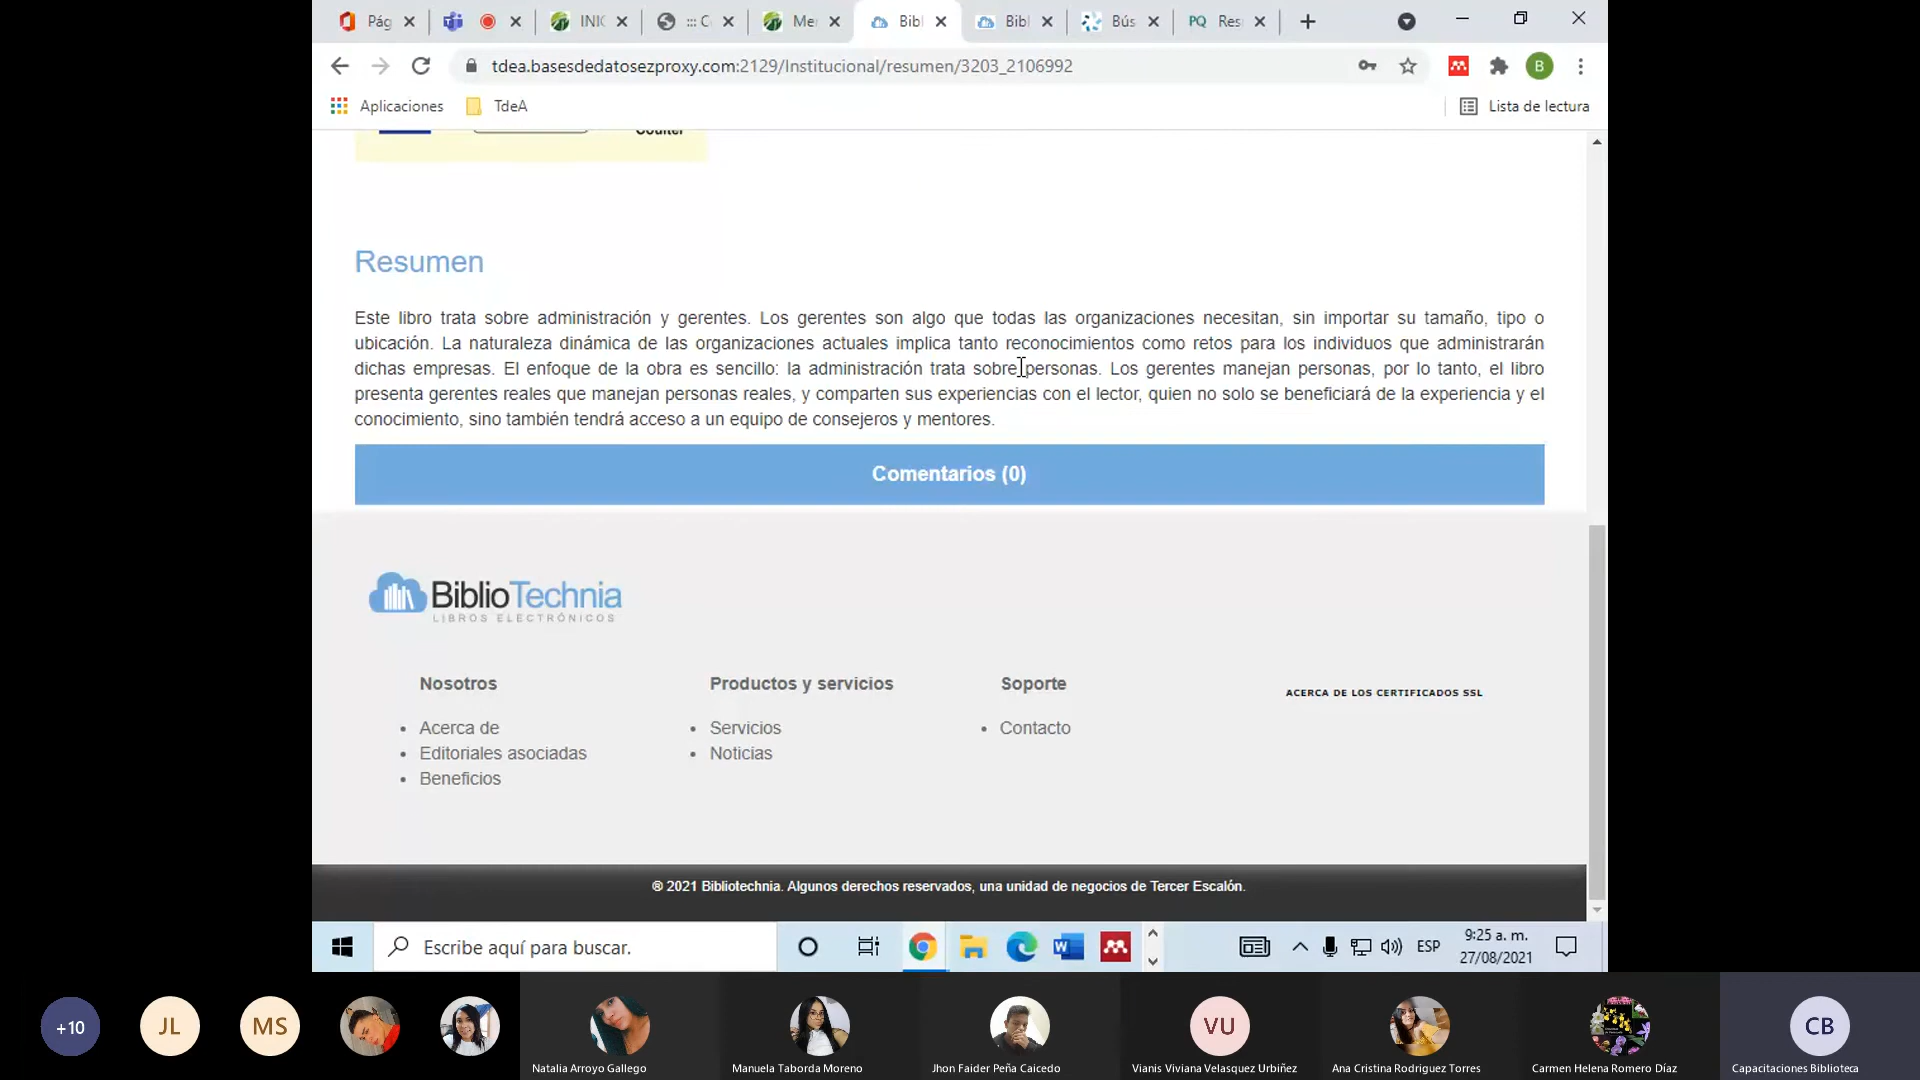 Pág
INIC
::: C
Me
Bibl
Bibl
Bús
PQ Res
tdea.basesdedatosezproxy.com:2129/Institucional/resumen/3203_2106992
B
Aplicaciones
TdeA
Lista de lectura
Coulter
Resumen
Este libro trata sobre administración y gerentes. Los gerentes son algo que todas las organizaciones necesitan, sin importar su tamaño, tipo o
ubicación. La naturaleza dinámica de las organizaciones actuales implica tanto reconocimientos como retos para los individuos que administrarán
dichas empresas. El enfoque de la obra es sencillo: la administración trata sobre personas. Los gerentes manejan personas, por lo tanto, el libro
presenta gerentes reales que manejan personas reales, y comparten sus experiencias con el lector, quien no solo se beneficiará de la experiencia y el
conocimiento, sino también tendrá acceso a un equipo de consejeros y mentores.
Comentarios (0)
BiblioTechnia
LIBROS ELECTRÓNICOS
Nosotros
Acerca de
Editoriales asociadas
Beneficios
Productos y servicios
Servicios
Noticias
Soporte
Contacto
ACERCA DE LOS CERTIFICADOS SSL
® 2021 Bibliotechnia. Algunos derechos reservados, una unidad de negocios de Tercer Escalón.
Escribe aquí para buscar.
ESP
9:25 a. m.
27/08/2021
+10
JL
MS
VU
CB
Natalia Arroyo Gallego
Manuela Taborda Moreno
Jhon Faider Peña Caicedo
Vianis Viviana Velasquez Urbiñez
Ana Cristina Rodriguez Torres
Carmen Helena Romero Díaz
Capacitaciones Biblioteca